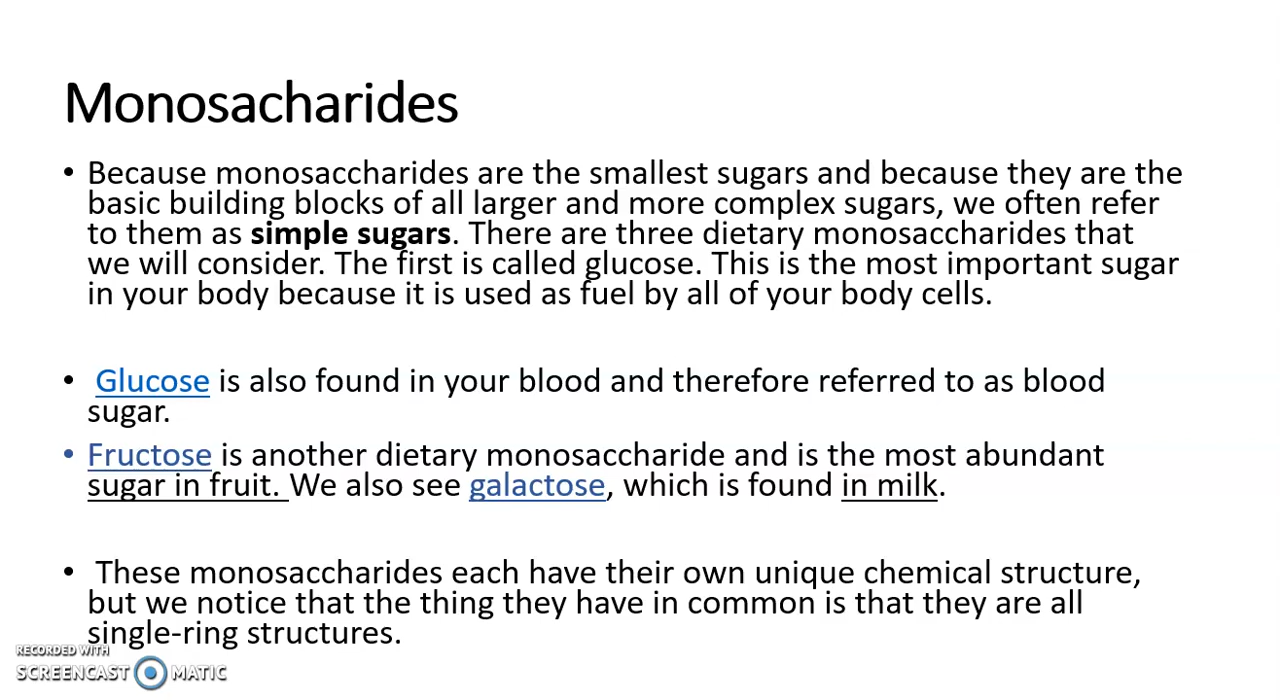 Monosacharides
• Because monosaccharides are the smallest sugars and because they are the
basic building blocks of all larger and more complex sugars, we often refer
to them as simple sugars. There are three dietary monosaccharides that
we will consider. The first is called glucose. This is the most important sugar
in your body because it is used as fuel by all of your body cells.
• Glucose is also found in your blood and therefore referred to as blood
sugar.
• Fructose is another dietary monosaccharide and is the most abundant
sugar in fruit. We also see galactose, which is found in milk.
• These monosaccharides each have their own unique chemical structure,
but we notice that the thing they have in common is that they are all
single-ring structures.
RECORDED WITH
SCREENCAST MATIC